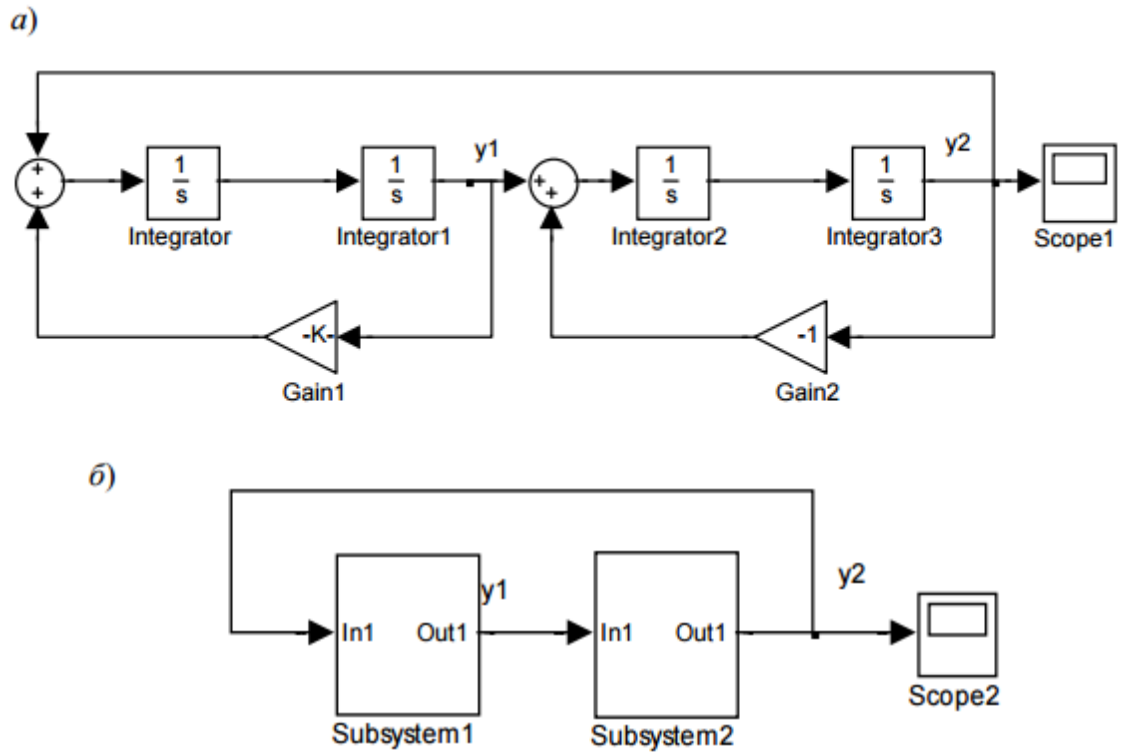 а)
+
+
1
s
Integrator
1
s
Integrator1
y1
+
+
1
s
Integrator2
1
s
Integrator3
y2
Scope1
-K-
Gain1
-1
Gain2
б)
In1 Out1
Subsystem1
y1
In1 Out1
Subsystem2
y2
Scope2